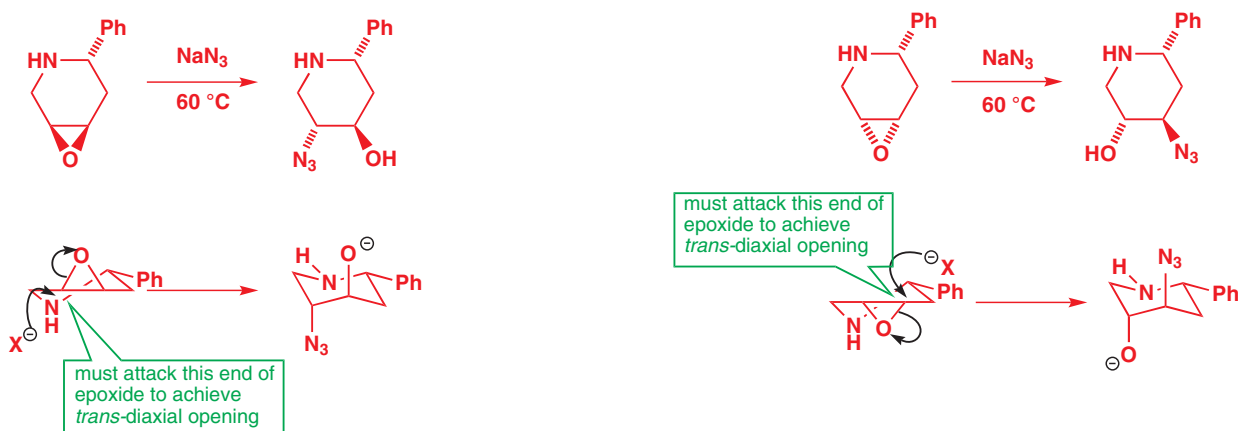 Ph
HN
NaN3
60 °C
O
Ph
HN
N3
OH
Ph
HN
NaN3
60 °C
O
Ph
HN
HO
N3
must attack this end of
epoxide to achieve
trans-diaxial opening
O
Ph
N
H
X⊖
must attack this end of
epoxide to achieve
trans-diaxial opening
O⊖
H
N
Ph
N3
⊖
X
Ph
N
H
O
N3
H
N
Ph
O
⊖